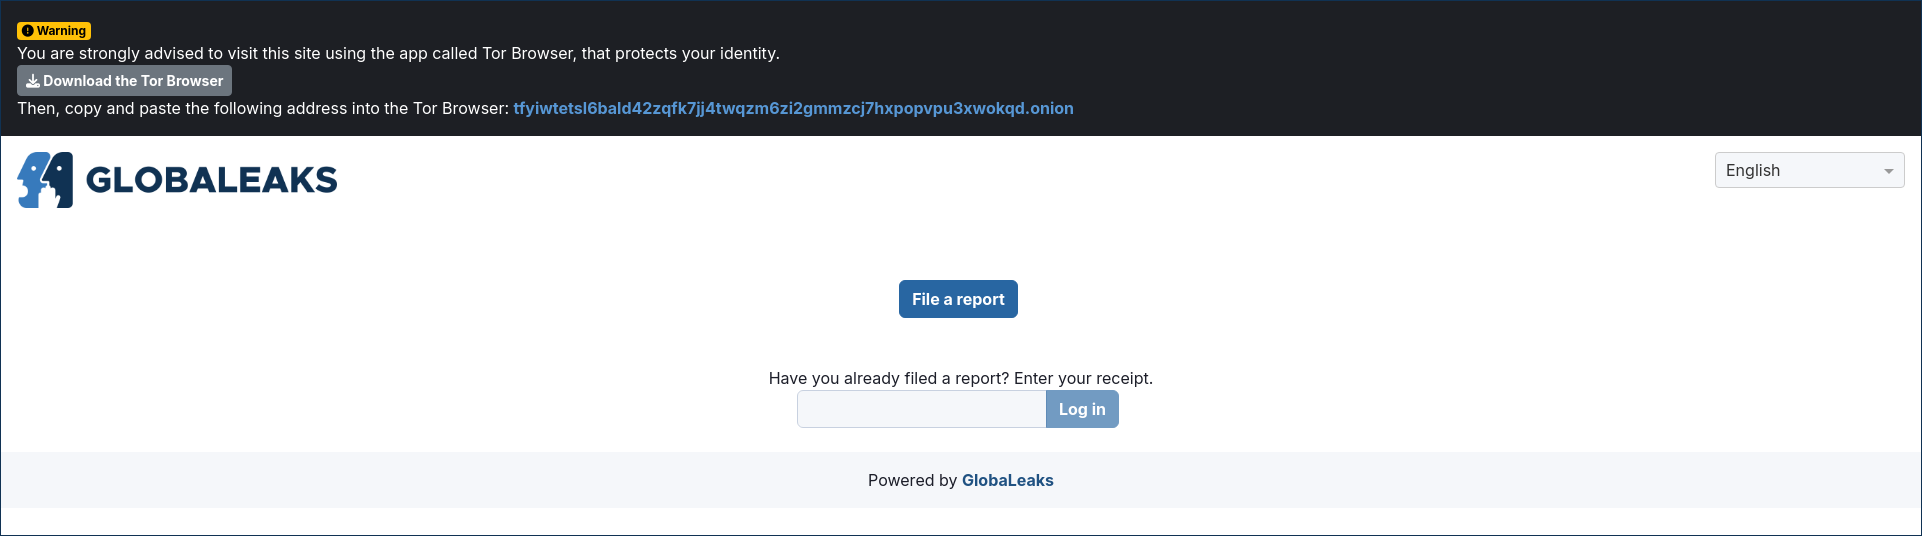 Warning
You are strongly advised to visit this site using the app called Tor Browser, that protects your identity.
Download the Tor Browser
Then, copy and paste the following address into the Tor Browser: tfyiwtetsl6bald42zqfk7jj4twqzm6zi2gmmzcj7hxpopvpu3xwokqd.onion
GLOBALEAKS
English
File a report
Have you already filed a report? Enter your receipt.
Log in
Powered by GlobaLeaks